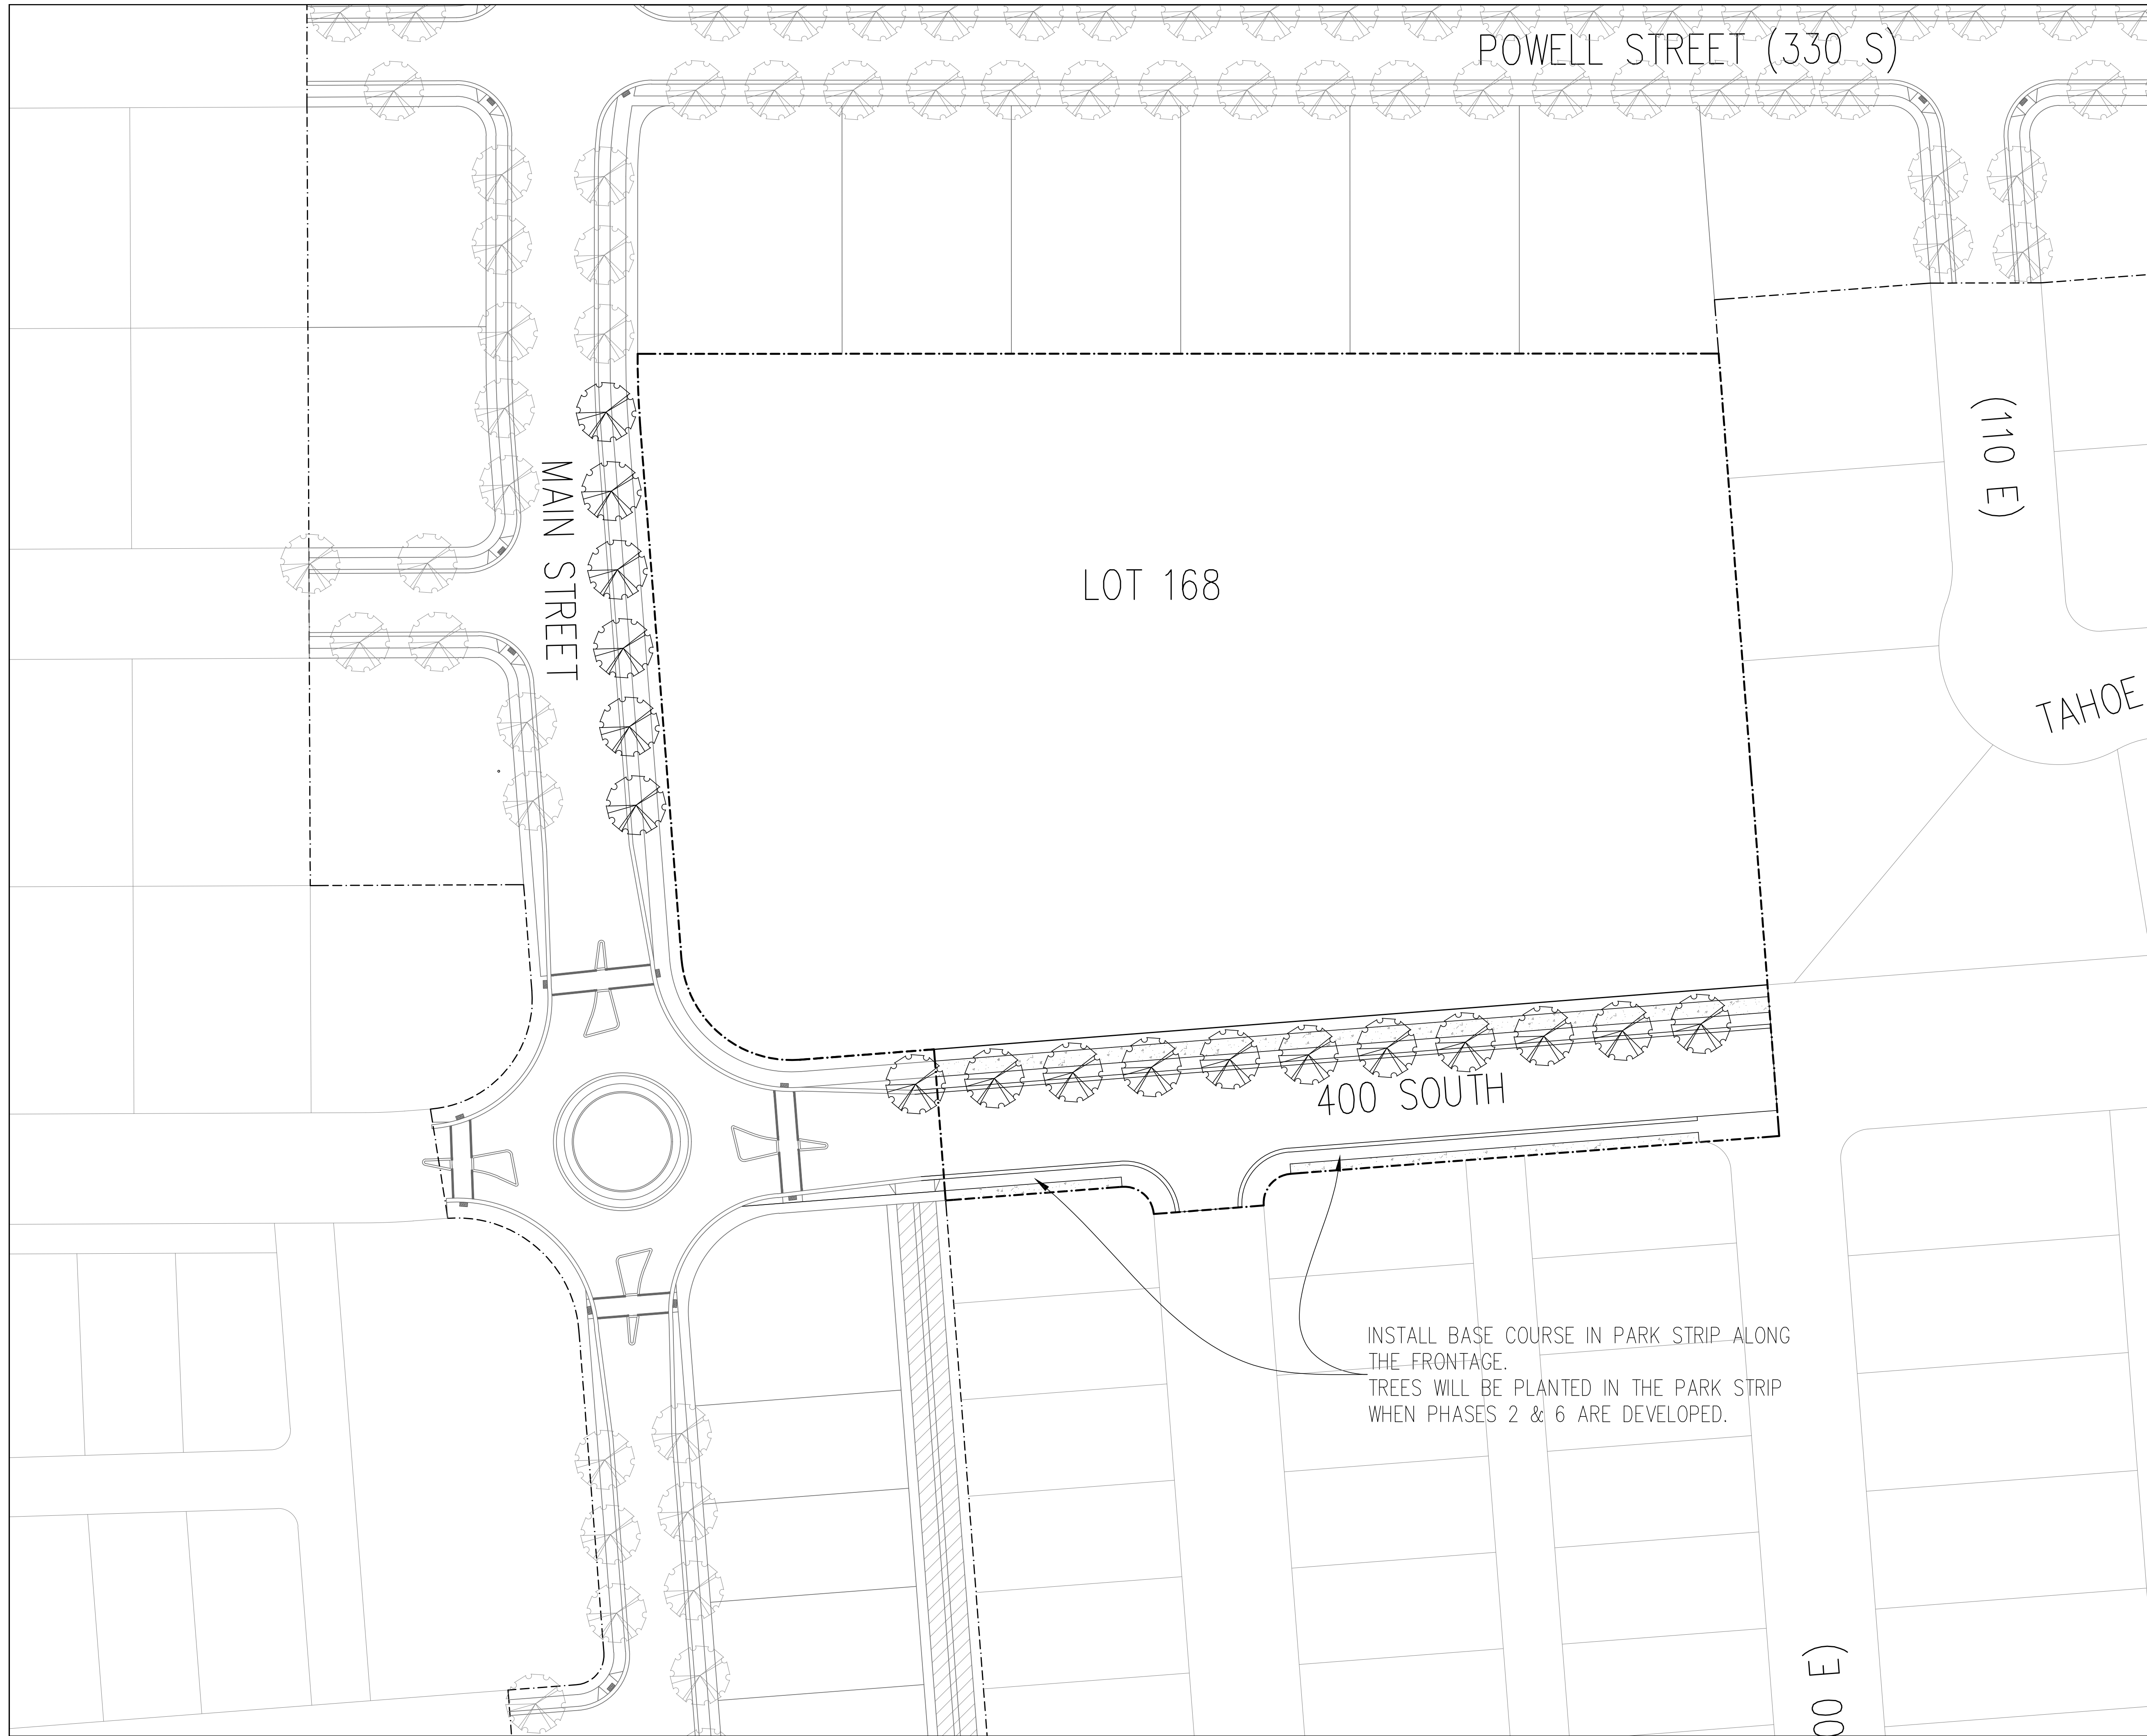 POWELL STREET (330 S)
MAIN STREET
(110 E)
LOT 168
TAHOE
400 SOUTH
INSTALL BASE COURSE IN PARK STRIP ALONG
THE FRONTAGE.
TREES WILL BE PLANTED IN THE PARK STRIP
WHEN PHASES 2 & 6 ARE DEVELOPED.
00 E)